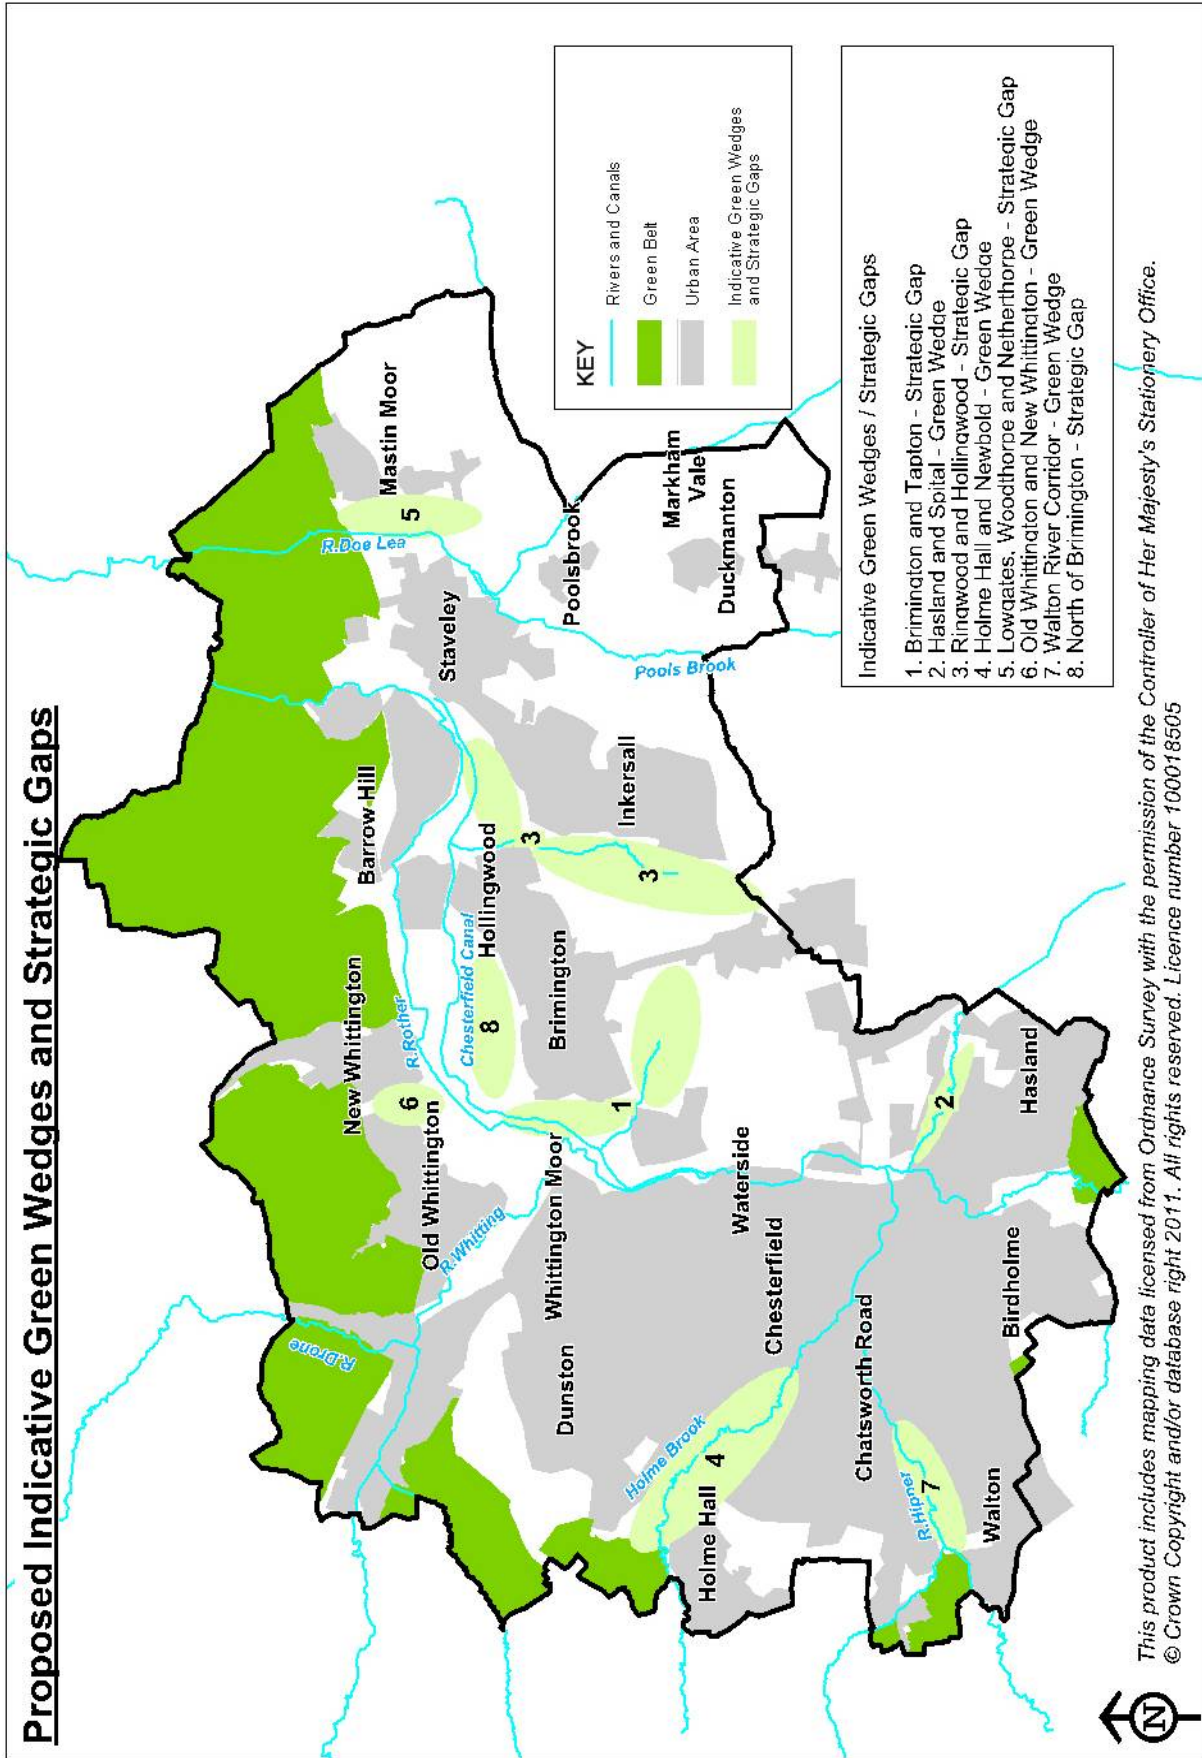 Proposed Indicative Green Wedges and Strategic Gaps
R.Drone
New Whittington
Barrow Hill
R.Doe Lea
Mastin Moor
5
6
Old Whittington
R.Whitting
R.Rother
Chesterfield Canal
8
Hollingwood
Staveley
3
Dunston
Whittington Moor
Brimington
Poolsbrook
1
3
Inkersall
Pools Brook
Markham
Vale
Duckmanton
Holme Brook
Holme Hall
4
Waterside
Chesterfield
Chatsworth Road
R.Hipper
7
2
Walton
Birdholme
Hasland
KEY
Rivers and Canals
Green Belt
Urban Area
Indicative Green Wedges
and Strategic Gaps
Indicative Green Wedges / Strategic Gaps
1. Brimington and Tapton - Strategic Gap
2. Hasland and Spital - Green Wedge
3. Ringwood and Hollingwood - Strategic Gap
4. Holme Hall and Newbold - Green Wedge
5. Lowgates, Woodthorpe and Netherthorpe - Strategic Gap
6. Old Whittington and New Whittington - Green Wedge
7. Walton River Corridor - Green Wedge
8. North of Brimington - Strategic Gap
N
This product includes mapping data licensed from Ordnance Survey with the permission of the Controller of Her Majesty's Stationery Office.
© Crown Copyright and/or database right 2011. All rights reserved. Licence number 100018505